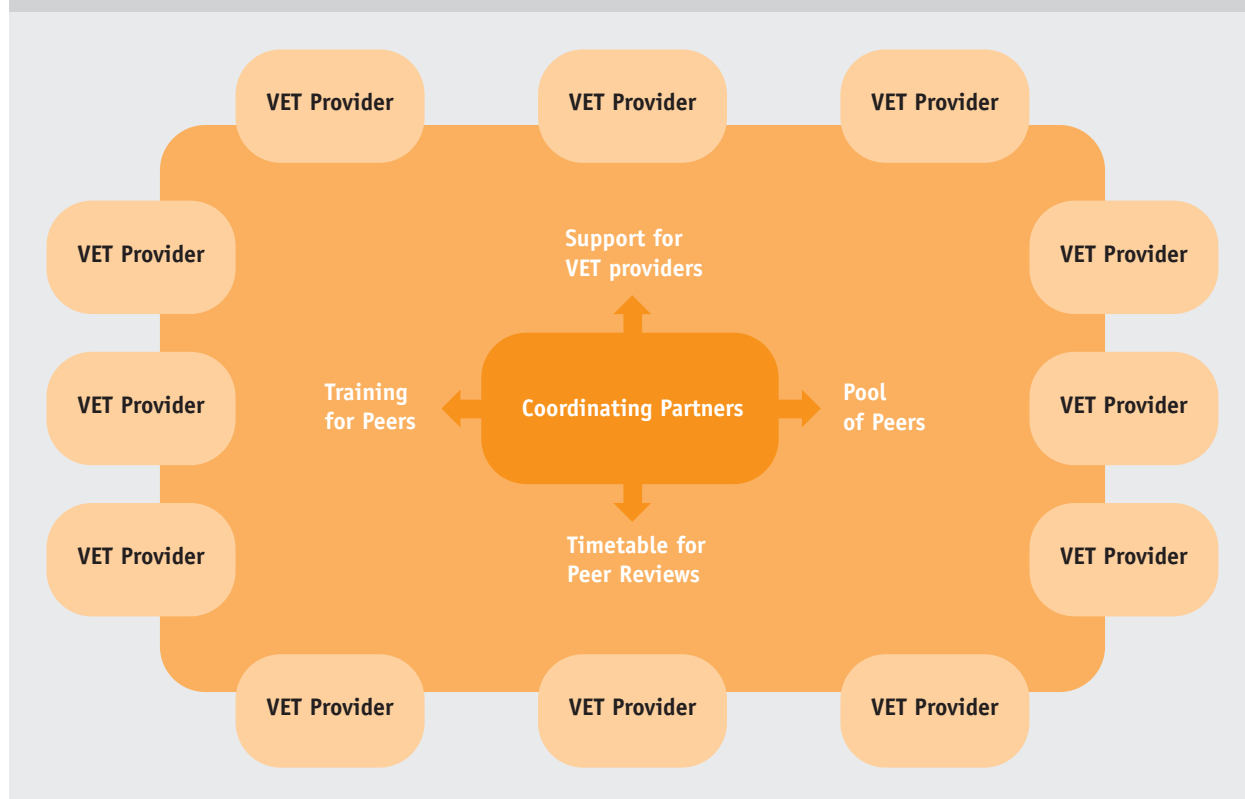 VET Provider
VET Provider
VET Provider
VET Provider
Support for
VET providers
VET Provider
VET Provider
Training
for Peers
Coordinating Partners
Pool
of Peers
VET Provider
VET Provider
Timetable for
Peer Reviews
VET Provider
VET Provider
VET Provider
VET Provider